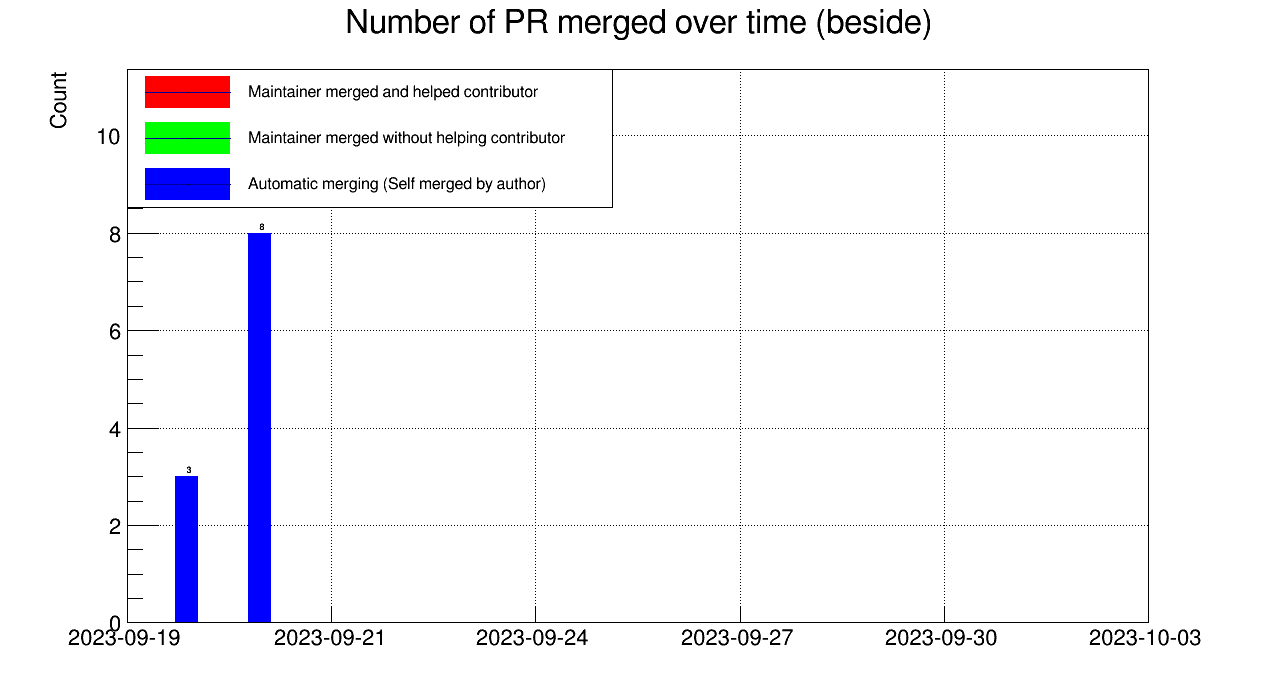 Number of PR merged over time (beside)
Count
Maintainer merged and helped contributor
Maintainer merged without helping contributor
Automatic merging (Self merged by author)
10
8
6
4
2
0
8
3
2023-09-19 2023-09-21 2023-09-24 2023-09-27 2023-09-30 2023-10-03